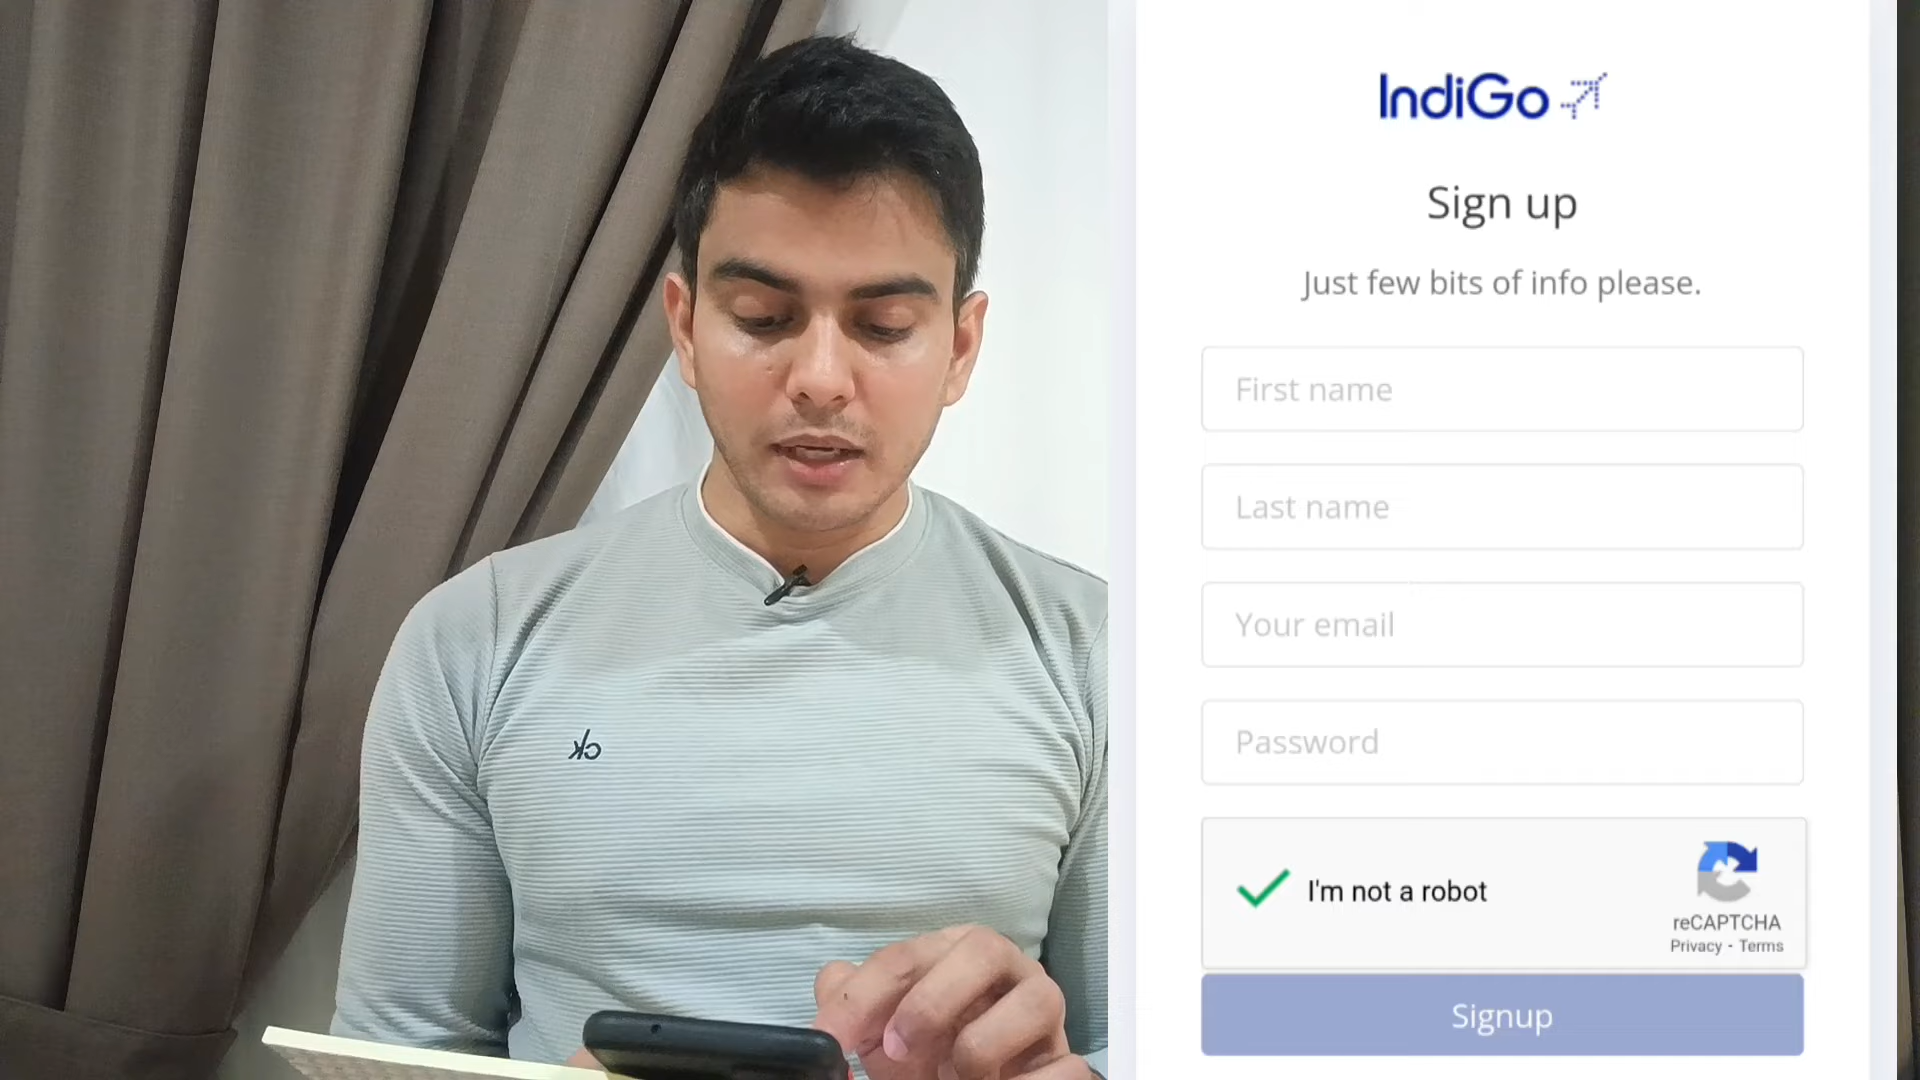 IndiGo
Sign up
Just few bits of info please.
First name
Last name
Your email
Password
I'm not a robot
reCAPTCHA
Privacy - Terms
Signup
ck